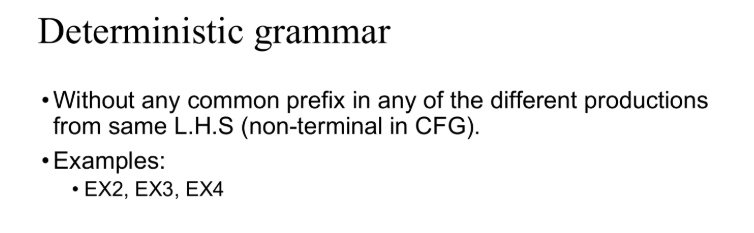 Deterministic grammar
•Without any common prefix in any of the different productions
from same L.H.S (non-terminal in CFG).
•Examples:
• EX2, EX3, EX4